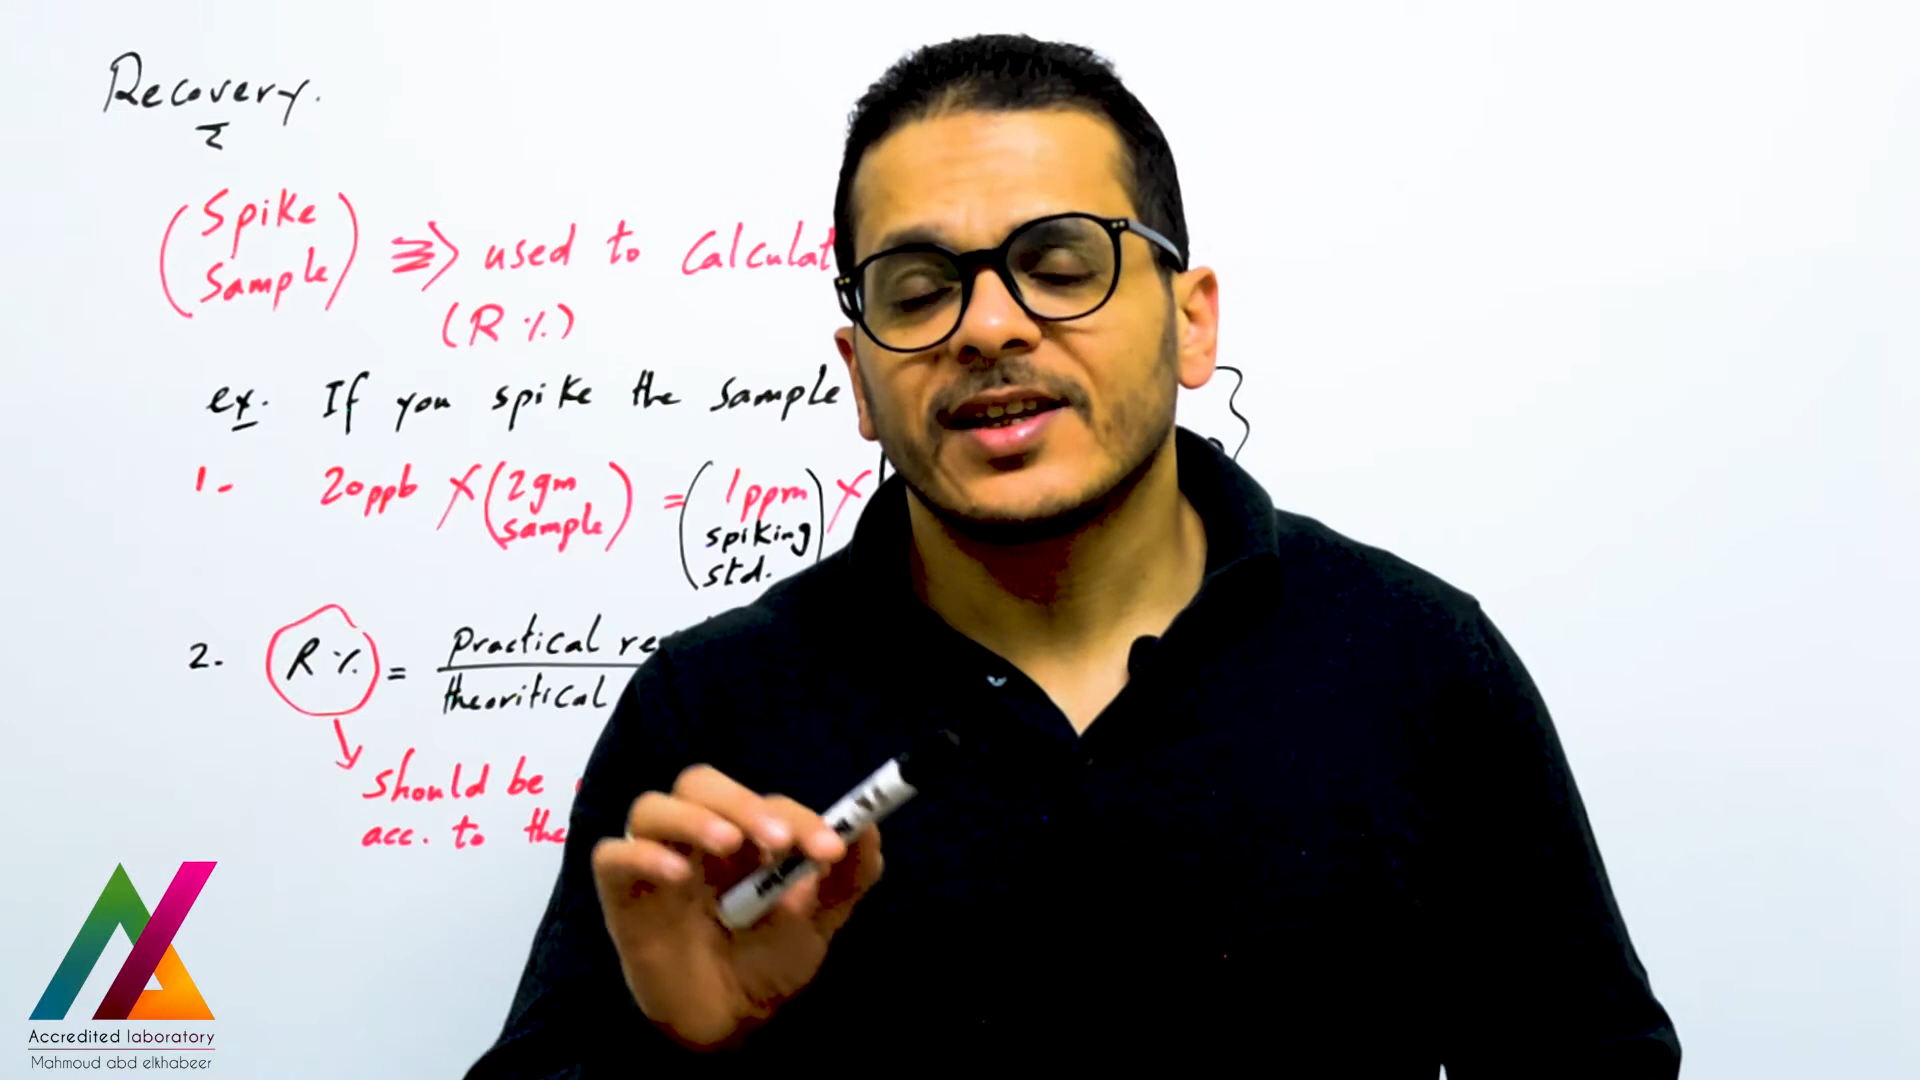 Recovery.
(Spike
Sample) ⇒ used to Calculat
(R %)
ex. If you spike the sample
1- 20ppb X (2gm sample) = (1ppm spiking std.) X
2. R% = Practical re
theoritical
should be
acc. to the
Accredited laboratory
Mahmoud abd elkhabeer